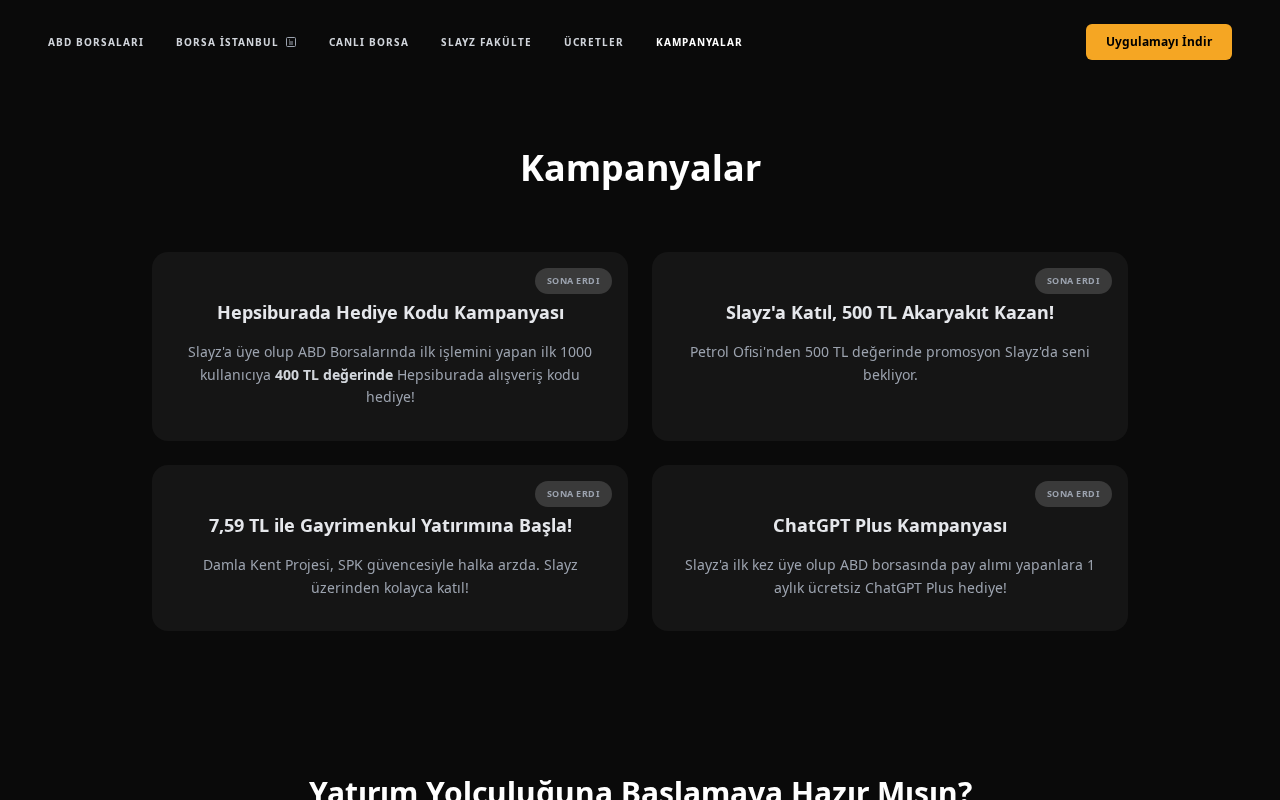 ABD BORSALARI BORSA İSTANBUL CANLI BORSA SLAYZ FAKÜLTE ÜCRETLER KAMPANYALAR Uygulamayı İndir
Kampanyalar
SONA ERDI
Hepsiburada Hediye Kodu Kampanyası
Slayz'a üye olup ABD Borsalarında ilk işlemini yapan ilk 1000
kullanıcıya 400 TL değerinde Hepsiburada alışveriş kodu
hediye!
SONA ERDI
Slayz'a Katıl, 500 TL Akaryakıt Kazan!
Petrol Ofisi'nden 500 TL değerinde promosyon Slayz'da seni
bekliyor.
SONA ERDI
7,59 TL ile Gayrimenkul Yatırımına Başla!
Damla Kent Projesi, SPK güvencesiyle halka arzda. Slayz
üzerinden kolayca katıl!
SONA ERDI
ChatGPT Plus Kampanyası
Slayz'a ilk kez üye olup ABD borsasında pay alımı yapanlara 1
aylık ücretsiz ChatGPT Plus hediye!
Yatırım Yolculuğuna Başlamaya Hazır Mısın?